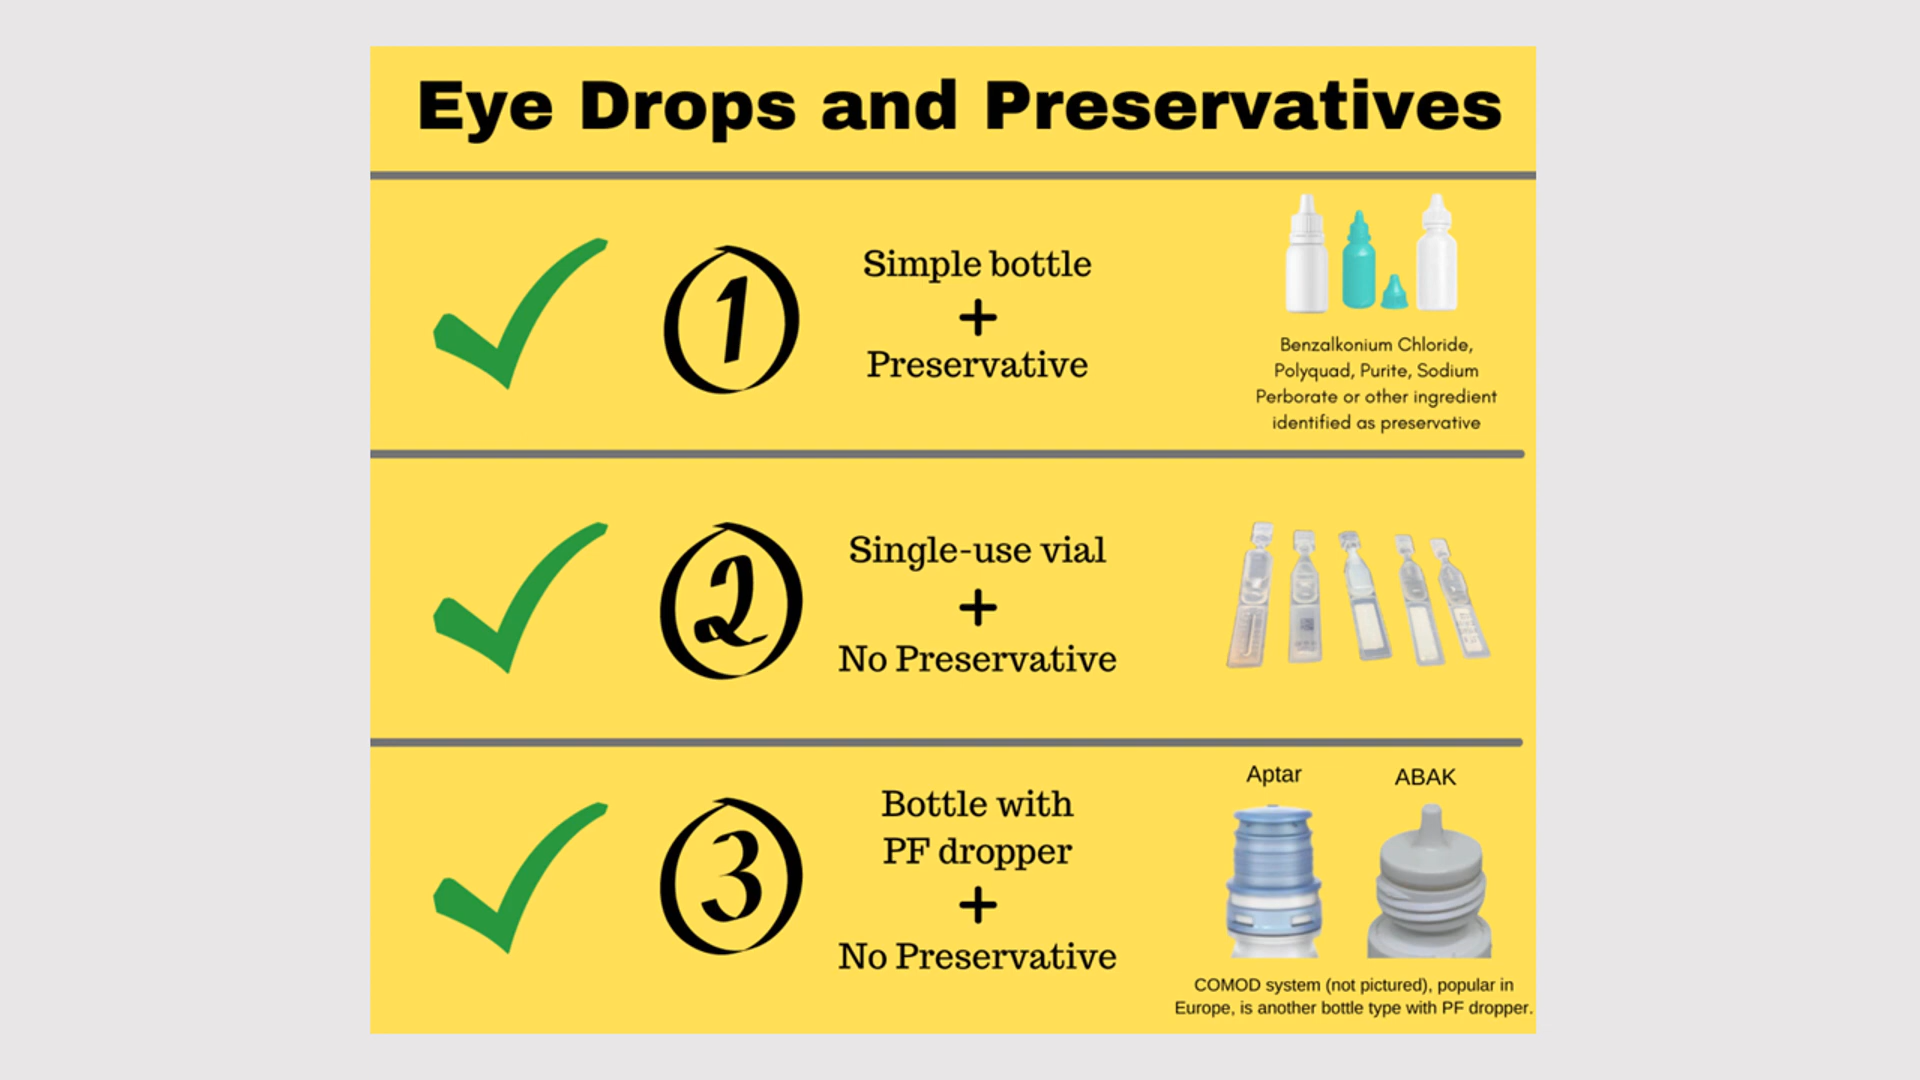 Eye Drops and Preservatives
1
Simple bottle
+
Preservative
Benzalkonium Chloride,
Polyquad, Purite, Sodium
Perborate or other ingredient
identified as preservative
2
Single-use vial
+
No Preservative
3
Bottle with
PF dropper
+
No Preservative
Aptar
ABAK
COMOD system (not pictured), popular in
Europe, is another bottle type with PF dropper.